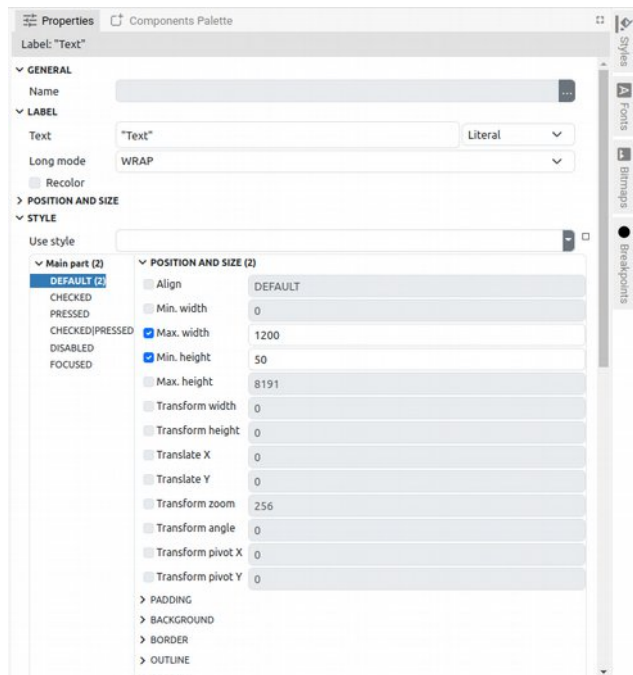 Properties Components Palette
Label: "Text"
GENERAL
Name ...
LABEL
Text "Text" Literal
Long mode WRAP
Recolor
POSITION AND SIZE
STYLE
Use style
Main part (2)
DEFAULT (2)
CHECKED
PRESSED
CHECKED|PRESSED
DISABLED
FOCUSED
POSITION AND SIZE (2)
Align DEFAULT
Min. width 0
Max. width 1200
Min. height 50
Max. height 8191
Transform width 0
Transform height 0
Translate X 0
Translate Y 0
Transform zoom 256
Transform angle 0
Transform pivot X 0
Transform pivot Y 0
PADDING
BACKGROUND
BORDER
OUTLINE
Styles
A Fonts
Bitmaps
Breakpoints